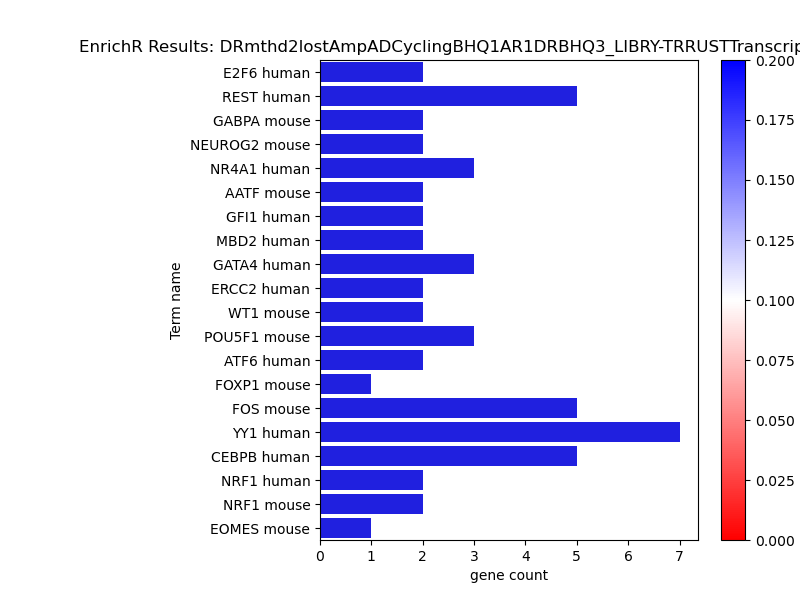 EnrichR Results: DRmthd2lostAmpADCyclingBHQ1AR1DRBHQ3_LIBRY-TRRUSTTranscrip
E2F6 human
REST human
GABPA mouse
NEUROG2 mouse
NR4A1 human
AATF mouse
GFI1 human
MBD2 human
GATA4 human
ERCC2 human
WT1 mouse
POU5F1 mouse
ATF6 human
FOXP1 mouse
FOS mouse
YY1 human
CEBPB human
NRF1 human
NRF1 mouse
EOMES mouse
Term name
0 1 2 3 4 5 6 7
gene count
0.200
0.175
0.150
0.125
0.100
0.075
0.050
0.025
0.000